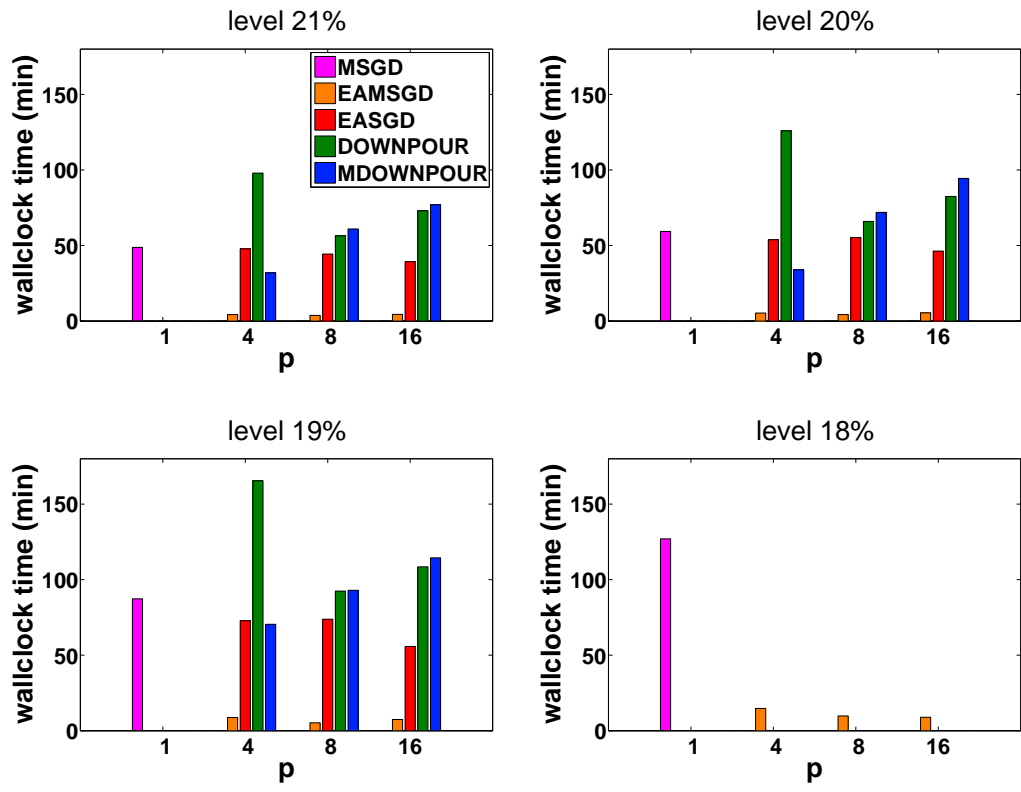 level 21%
wallclock time (min)
150
100
50
0
MSGD
EAMSGD
EASGD
DOWNPOUR
MDOWNPOUR
1 4 8 16
p
level 20%
wallclock time (min)
150
100
50
0
1 4 8 16
p
level 19%
wallclock time (min)
150
100
50
0
1 4 8 16
p
level 18%
wallclock time (min)
150
100
50
0
1 4 8 16
p